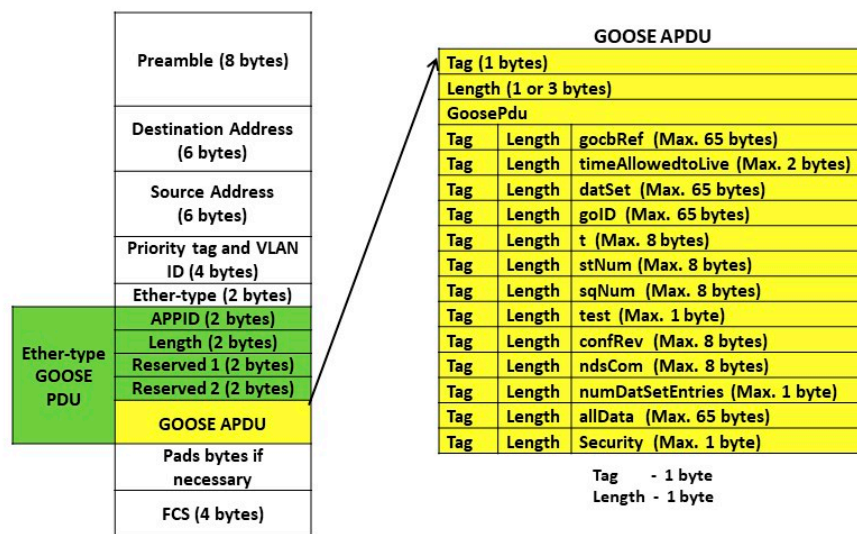 Preamble (8 bytes)
Destination Address
(6 bytes)
Source Address
(6 bytes)
Priority tag and VLAN
ID (4 bytes)
Ether-type (2 bytes)
Ether-type
GOOSE
PDU
APPID (2 bytes)
Length (2 bytes)
Reserved 1 (2 bytes)
Reserved 2 (2 bytes)
GOOSE APDU
Pads bytes if
necessary
FCS (4 bytes)
GOOSE APDU
Tag (1 bytes)
Length (1 or 3 bytes)
GoosePdu
Tag Length gocbRef (Max. 65 bytes)
Tag Length timeAllowedtoLive (Max. 2 bytes)
Tag Length datSet (Max. 65 bytes)
Tag Length goID (Max. 65 bytes)
Tag Length t (Max. 8 bytes)
Tag Length stNum (Max. 8 bytes)
Tag Length sqNum (Max. 8 bytes)
Tag Length test (Max. 1 byte)
Tag Length confRev (Max. 8 bytes)
Tag Length ndsCom (Max. 8 bytes)
Tag Length numDatSetEntries (Max. 1 byte)
Tag Length allData (Max. 65 bytes)
Tag Length Security (Max. 1 byte)
Tag - 1 byte
Length - 1 byte